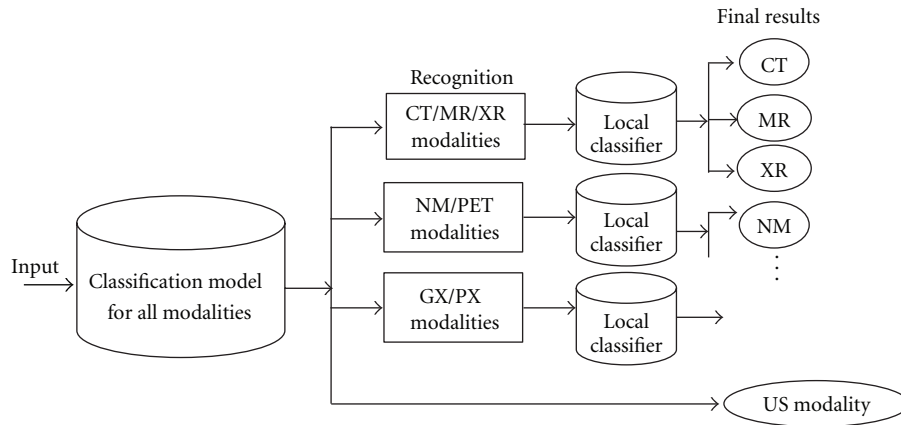 Final results
Recognition
Input
Classification model
for all modalities
CT/MR/XR
modalities
Local
classifier
CT
MR
XR
NM/PET
modalities
Local
classifier
NM
GX/PX
modalities
Local
classifier
US modality